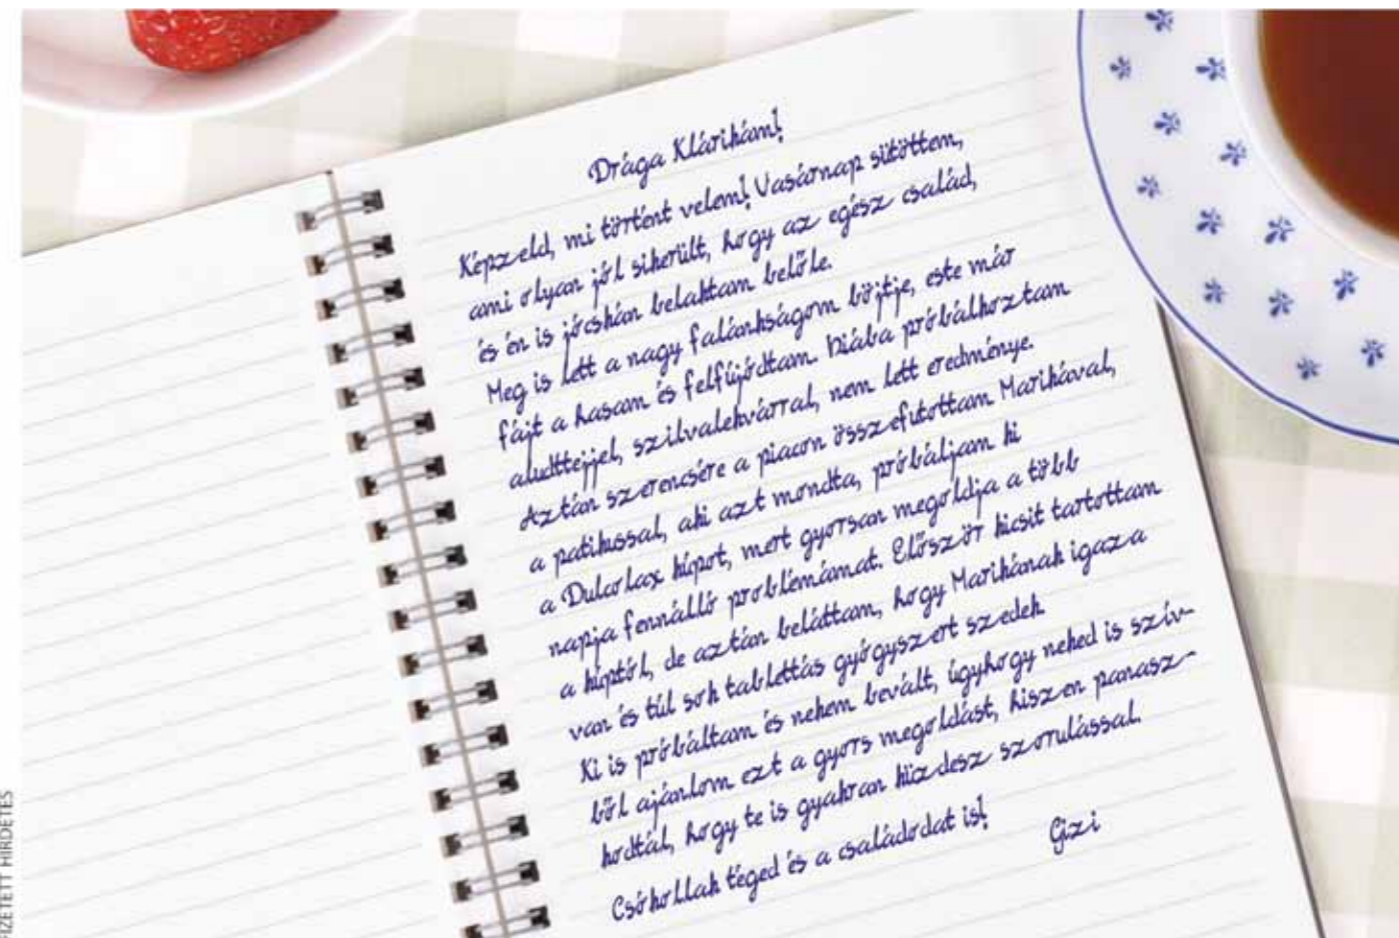 Drága Klárikám!
Képzeld, mi történt velem! Vasárnap sütöttem,
ami olyan jól sikerült, hogy az egész család,
és én is jócskán belaktam belőle.
Meg is lett a nagy falánkságom böjtje, este már
fájt a hasam és felfújódtam. Hiába próbálkoztam
aludttejjel, szilvalekvárral, nem lett eredménye.
Aztán szerencsére a piacon összefutottam Marikával,
a patikussal, aki azt mondta, próbáljam ki
a Dulcolax kúpot, mert gyorsan megoldja a több
napja fennálló problémámat. Először kicsit tartottam
a kúptól, de aztán beláttam, hogy Marikának igaza
van és túl sok tablettás gyógyszert szedek
Ki is próbáltam és nekem bevált, úgyhogy neked is szív-
ből ajánlom ezt a gyors megoldást, hiszen panasz-
kodtál, hogy te is gyakran küzdesz szorulással.
Csókollak téged és a családodat is!
Gizi
FIZETETT HIRDETÉS